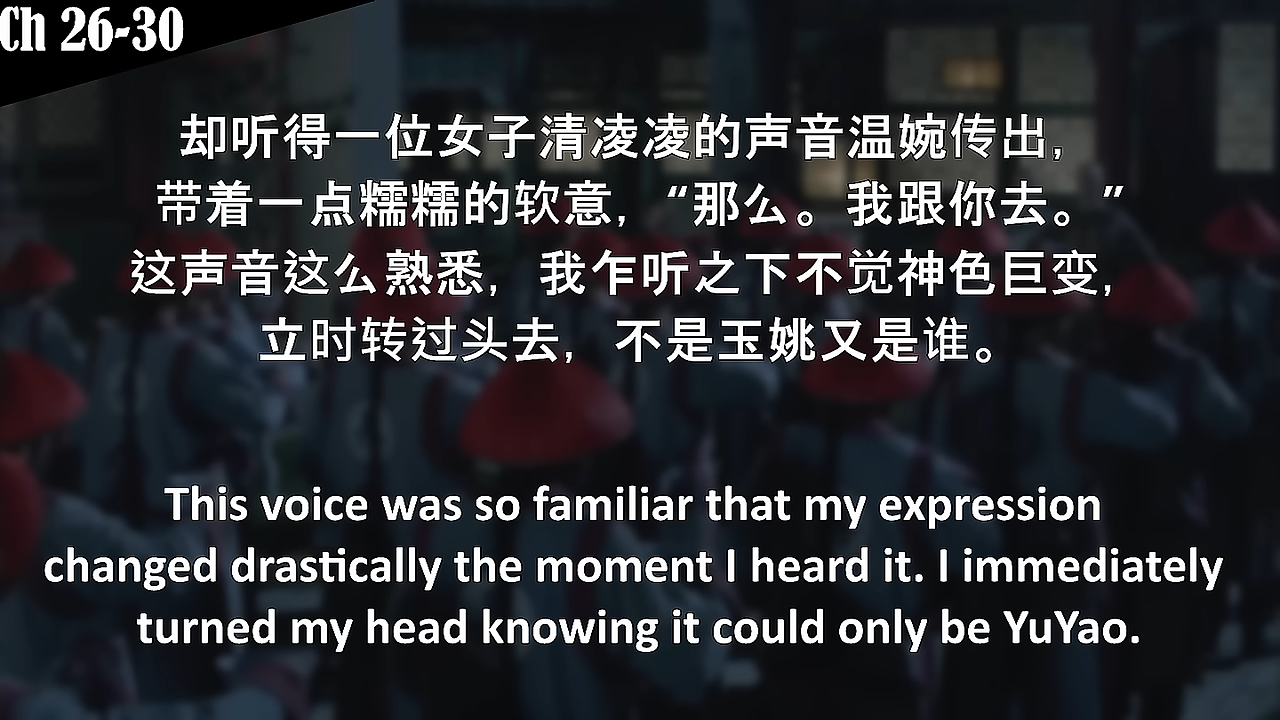 Ch 26-30
却听得一位女子清凌凌的声音温婉传出，
带着一点糯糯的软意，“那么。我跟你去。”
这声音这么熟悉，我乍听之下不觉神色巨变，
立时转过头去，不是玉姚又是谁。
This voice was so familiar that my expression
changed drastically the moment I heard it. I immediately
turned my head knowing it could only be YuYao.